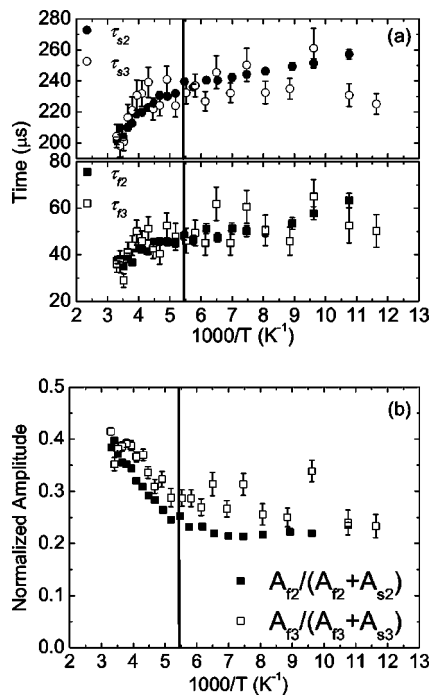 (a)
τs2
τs3
280
260
240
220
200
Time (μs)
τf2
τf3
80
60
40
20
2 3 4 5 6 7 8 9 10 11 12 13
1000/T (K⁻¹)
(b)
0.5
0.4
0.3
0.2
0.1
0.0
Normalized Amplitude
Af2/(Af2+As2)
Af3/(Af3+As3)
2 3 4 5 6 7 8 9 10 11 12 13
1000/T (K⁻¹)